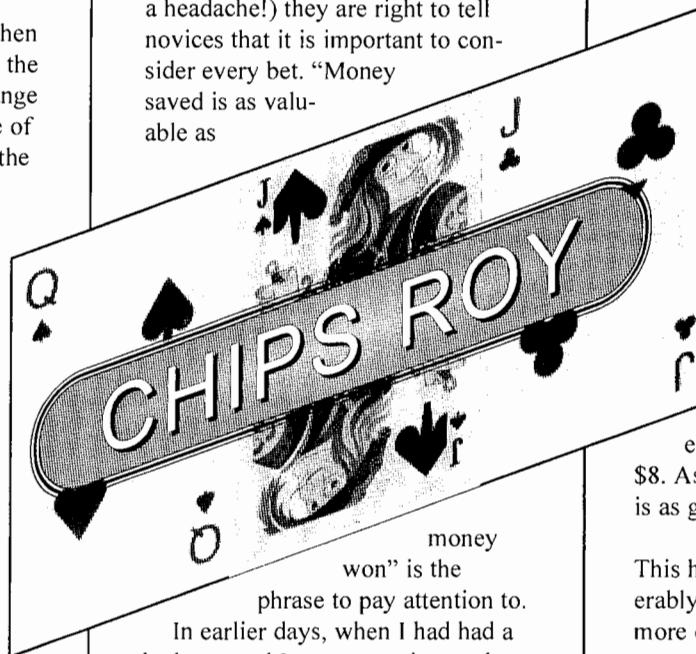 hen
the
nge
of
the
a headache!) they are right to tell
novices that it is important to con-
sider every bet. “Money
saved is as valu-
able as
J
J
Q
CHIPS ROY
J
J
Q
money
won” is the
phrase to pay attention to.
In earlier days, when I had had a
$8. As
is as g
This h
erably
more